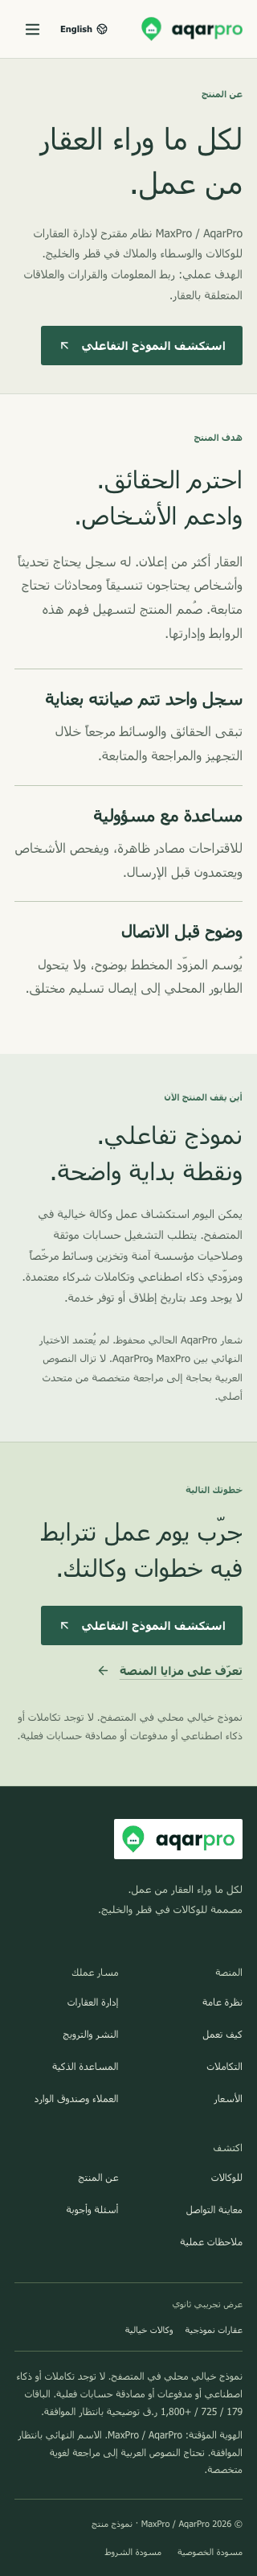 aqarpro
English
عن المنتج
لكل ما وراء العقار
من عمل.
MaxPro / AqarPro نظام مقترح لإدارة العقارات
للوكالات والوسطاء والملاك في قطر والخليج.
الهدف عملي: ربط المعلومات والقرارات والعلاقات
المتعلقة بالعقار.
استكشف النموذج التفاعلي
هدف المنتج
احترم الحقائق.
وادعم الأشخاص.
العقار أكثر من إعلان. له سجل يحتاج تحديثاً
وأشخاص يحتاجون تنسيقاً ومحادثات تحتاج
متابعة. صُمم المنتج لتسهيل فهم هذه
الروابط وإدارتها.
سجل واحد تتم صيانته بعناية
تبقى الحقائق والوسائط مرجعاً خلال
التجهيز والمراجعة والمتابعة.
مساعدة مع مسؤولية
للاقتراحات مصادر ظاهرة، ويفحص الأشخاص
ويعتمدون قبل الإرسال.
وضوح قبل الاتصال
يُوسم المزوّد المخطط بوضوح، ولا يتحول
الطابور المحلي إلى إيصال تسليم مختلق.
أين يقف المنتج الآن
نموذج تفاعلي.
ونقطة بداية واضحة.
يمكن اليوم استكشاف عمل وكالة خيالية في
المتصفح. يتطلب التشغيل حسابات موثقة
وصلاحيات مؤسسة آمنة وتخزين وسائط مرخّصاً
ومزوّدي ذكاء اصطناعي وتكاملات شركاء معتمدة.
لا يوجد وعد بتاريخ إطلاق أو توفر خدمة.
شعار AqarPro الحالي محفوظ. لم يُعتمد الاختيار
النهائي بين MaxPro وAqarPro. لا تزال النصوص
العربية بحاجة إلى مراجعة متخصصة من متحدث
أصلي.
خطوتك التالية
جرّب يوم عمل تترابط
فيه خطوات وكالتك.
استكشف النموذج التفاعلي
تعرّف على مزايا المنصة
نموذج خيالي محلي في المتصفح. لا توجد تكاملات أو
ذكاء اصطناعي أو مدفوعات أو مصادقة حسابات فعلية.
aqarpro
لكل ما وراء العقار من عمل.
مصممة للوكالات في قطر والخليج.
المنصة
مسار عملك
نظرة عامة
إدارة العقارات
كيف تعمل
النشر والترويج
التكاملات
المساعدة الذكية
الأسعار
العملاء وصندوق الوارد
اكتشف
للوكالات
عن المنتج
معاينة التواصل
أسئلة وأجوبة
ملاحظات عملية
عرض تجريبي ثانوي
عقارات نموذجية
وكالات خيالية
نموذج خيالي محلي في المتصفح. لا توجد تكاملات أو ذكاء
اصطناعي أو مدفوعات أو مصادقة حسابات فعلية. الباقات
179 / 725 / +1,800 ر.ق توضيحية بانتظار الموافقة.
الهوية المؤقتة: MaxPro / AqarPro. الاسم النهائي بانتظار
الموافقة. تحتاج النصوص العربية إلى مراجعة لغوية
متخصصة.
© 2026 MaxPro / AqarPro · نموذج منتج
مسودة الخصوصية
مسودة الشروط